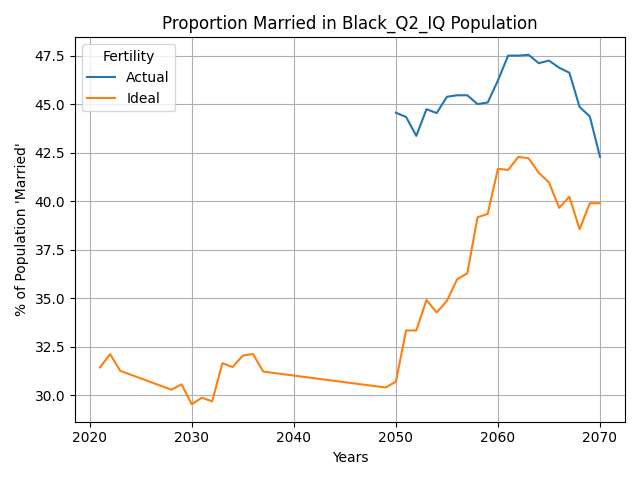 Proportion Married in Black_Q2_IQ Population
Fertility
Actual
Ideal
% of Population 'Married'
47.5
45.0
42.5
40.0
37.5
35.0
32.5
30.0
2020
2030
2040
2050
2060
2070
Years